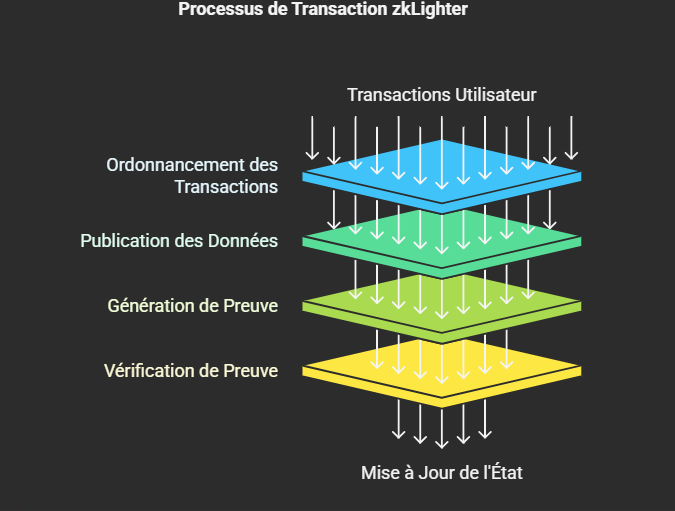 Processus de Transaction zkLighter
Transactions Utilisateur
Ordonnancement des
Transactions
Publication des Données
Génération de Preuve
Vérification de Preuve
Mise à Jour de l'État